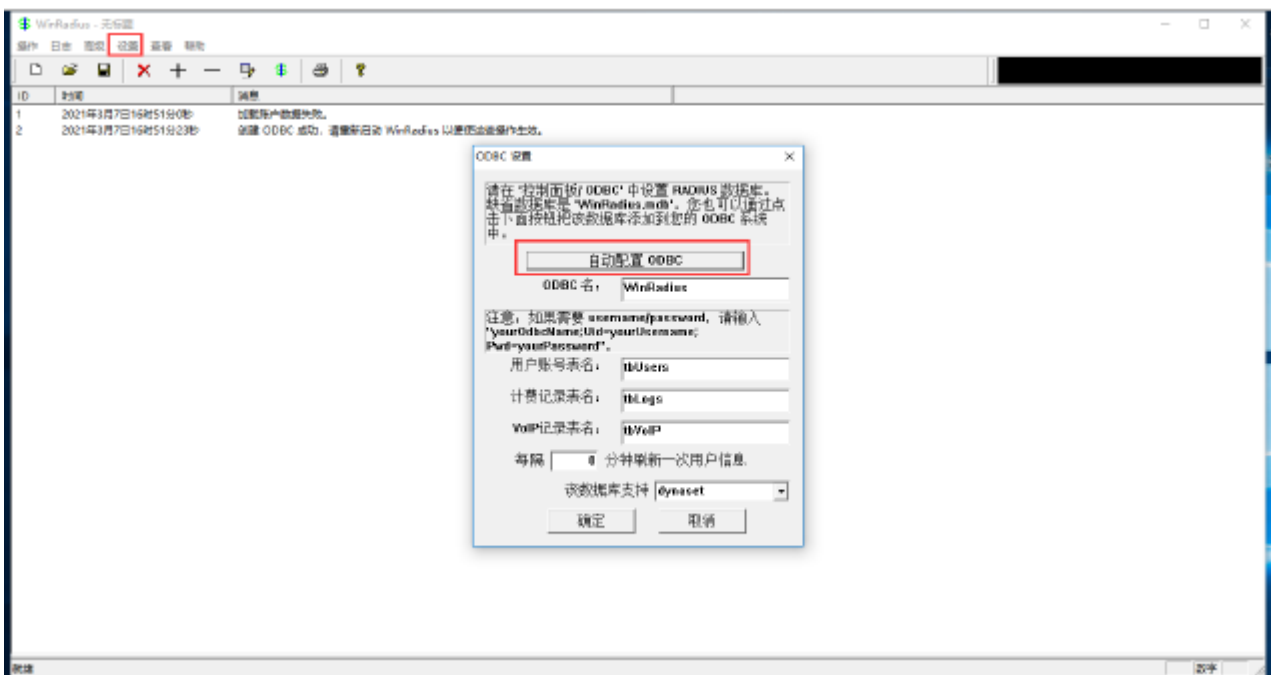 WinRadius - 无标题
操作 日志 高级 设置 查看 帮助
ID 时间 消息
1 2021年3月7日16时51分0秒 加载账户数据失败。
2 2021年3月7日16时51分23秒 创建 ODBC 成功，请重新启动 WinRadius 以便使这些操作生效。
ODBC 设置
请在 '控制面板/ ODBC' 中设置 RADIUS 数据库。
缺省数据库是 'WinRadius.mdb'。您也可以通过点
击下面按钮把该数据库添加到您的 ODBC 系统
中。
自动配置 ODBC
ODBC 名： WinRadius
注意，如果需要 username/password，请输入
"yourOdbcName;Uid=yourUsername;
Pwd=yourPassword"。
用户账号表名： tbUsers
计费记录表名： tbLogs
VoIP记录表名： tbVoIP
每隔 0 分钟刷新一次用户信息.
该数据库支持 dynaset
确定 取消
就绪 数字